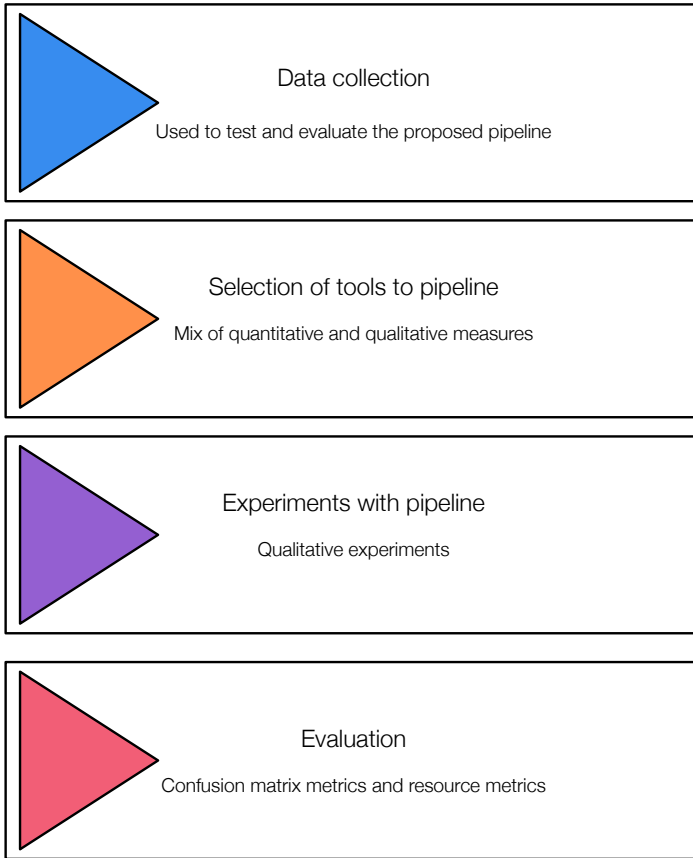 Data collection
Used to test and evaluate the proposed pipeline
Selection of tools to pipeline
Mix of quantitative and qualitative measures
Experiments with pipeline
Qualitative experiments
Evaluation
Confusion matrix metrics and resource metrics